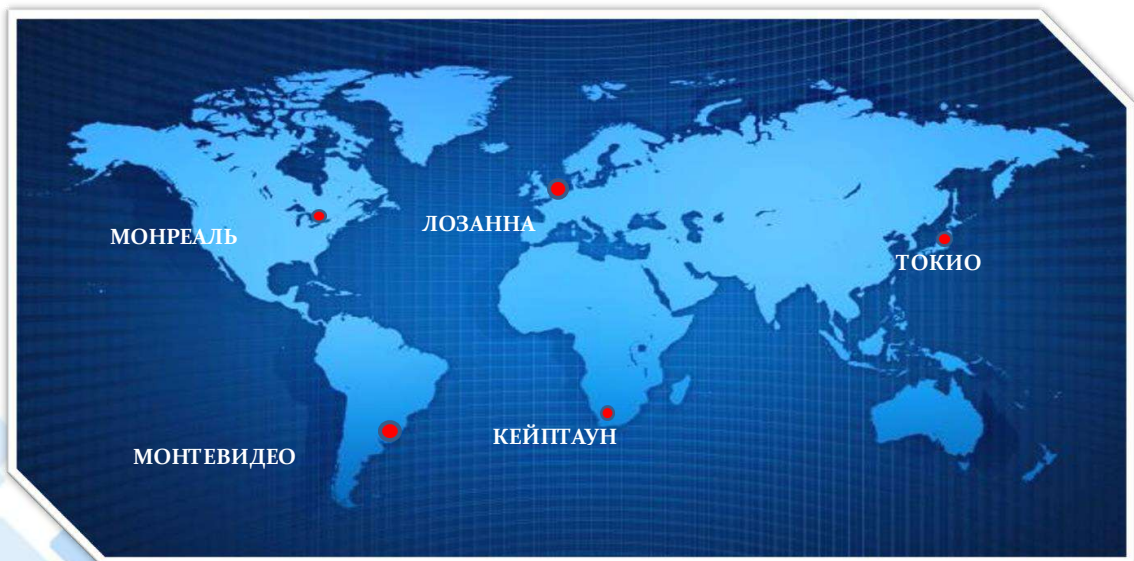 ЛОЗАННА
МОНРЕАЛЬ
ТОКИО
КЕЙПТАУН
МОНТЕВИДЕО